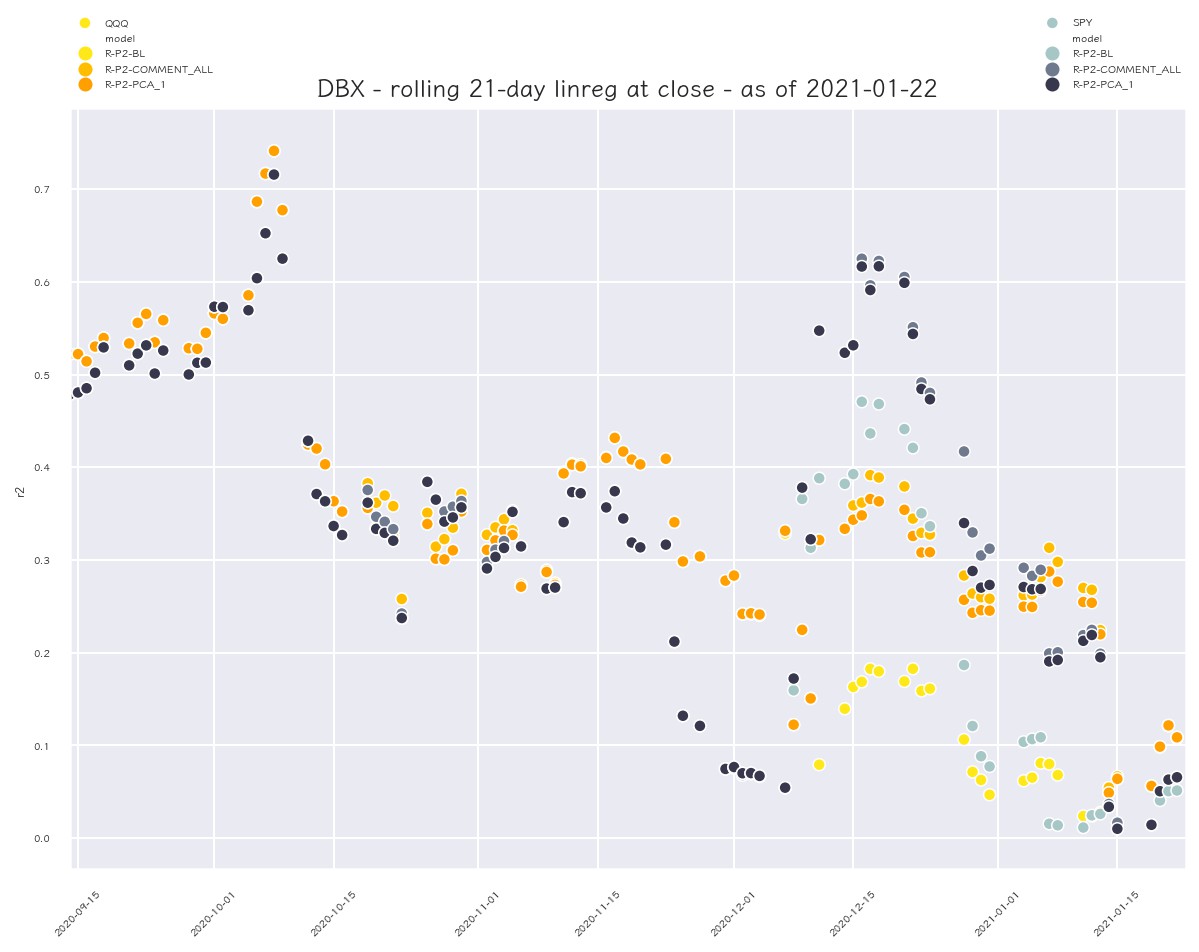 QQQ
model
R-P2-BL
R-P2-COMMENT_ALL
R-P2-PCA_1
SPY
model
R-P2-BL
R-P2-COMMENT_ALL
R-P2-PCA_1
DBX - rolling 21-day linreg at close - as of 2021-01-22
r2
0.7
0.6
0.5
0.4
0.3
0.2
0.1
0.0
2020-09-15
2020-10-01
2020-10-15
2020-11-01
2020-11-15
2020-12-01
2020-12-15
2021-01-01
2021-01-15